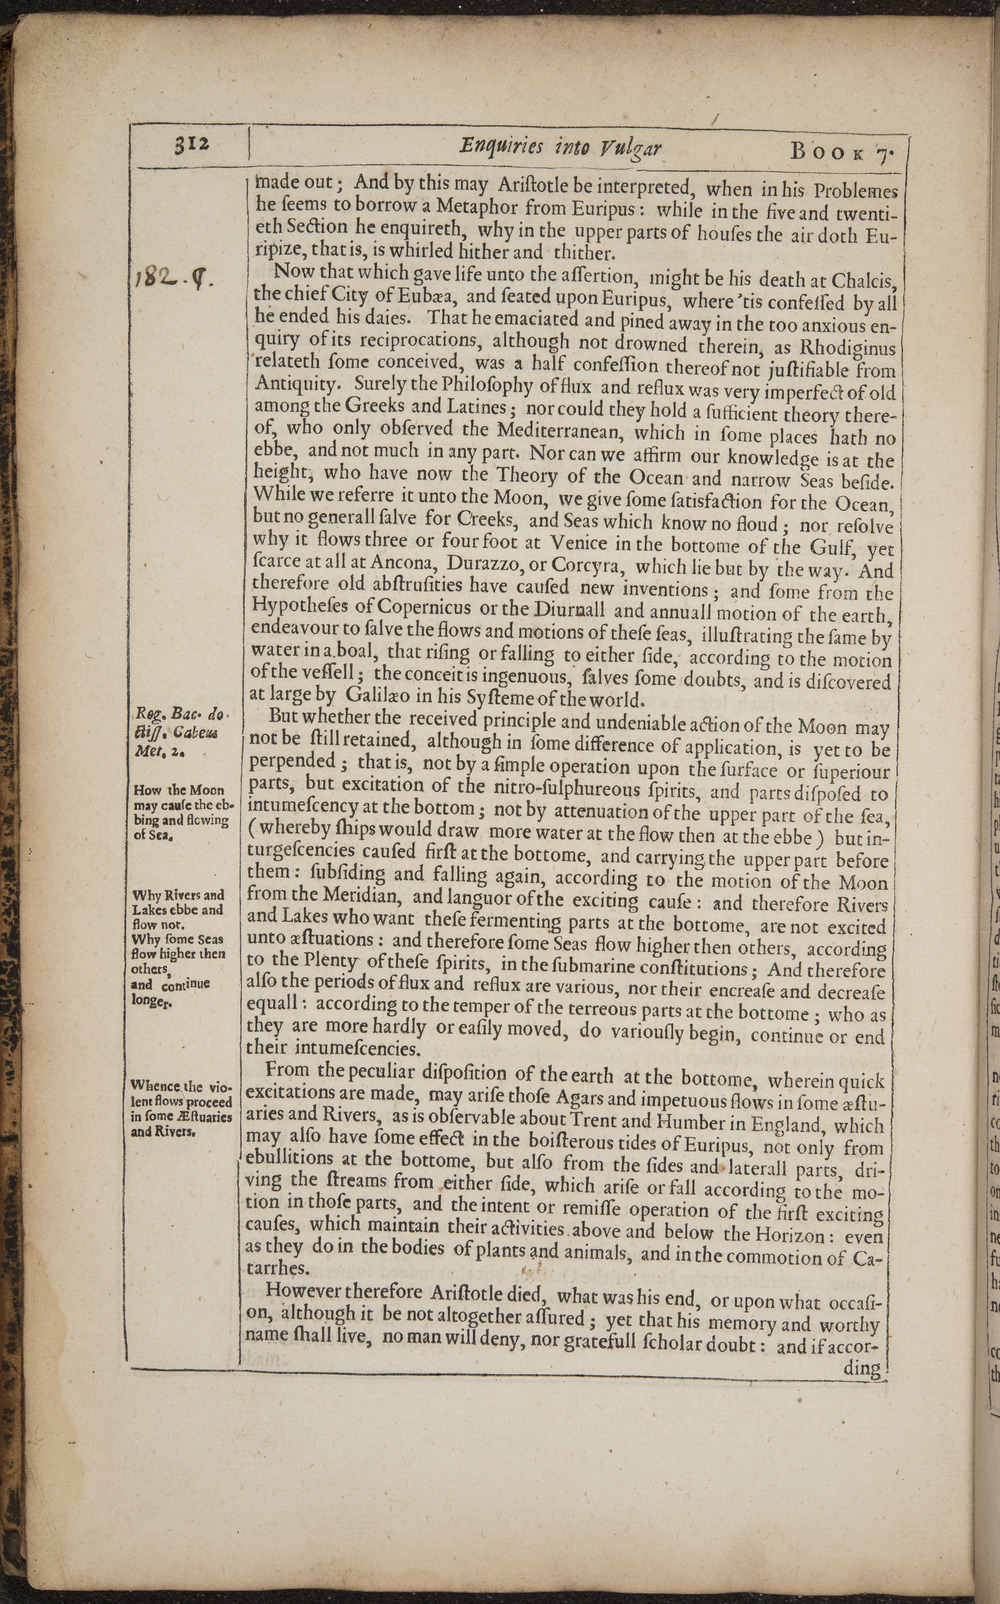 312
Enquiries into Vulgar
BOOK 7.
made out; And by this may Ariſtotle be interpreted, when in his Problemes
he ſeems to borrow a Metaphor from Euripus: while in the five and twenti-
eth Section he enquireth, why in the upper parts of houſes the air doth Eu-
ripize, that is, is whirled hither and thither.
182.
Now that which gave life unto the aſſertion, might be his death at Chalcis,
the chief City of Eubæa, and ſeated upon Euripus, where 'tis confeſſed by all
he ended his daies. That he emaciated and pined away in the too anxious en-
quiry of its reciprocations, although not drowned therein, as Rhodiginus
relateth ſome conceived, was a half confeſſion thereof not juſtifiable from
Antiquity. Surely the Philoſophy of flux and reflux was very imperfect of old
among the Greeks and Latines; nor could they hold a ſufficient theory there-
of, who only obſerved the Mediterranean, which in ſome places hath no
ebbe, and not much in any part. Nor can we affirm our knowledge is at the
height, who have now the Theory of the Ocean and narrow Seas beſide.
While we referre it unto the Moon, we give ſome ſatisfaction for the Ocean,
but no generall ſalve for Creeks, and Seas which know no floud; nor reſolve
why it flows three or four foot at Venice in the bottome of the Gulf, yet
ſcarce at all at Ancona, Durazzo, or Corcyra, which lie but by the way. And
therefore old abſtruſities have cauſed new inventions; and ſome from the
Hypotheſes of Copernicus or the Diurnall and annuall motion of the earth,
endeavour to ſalve the flows and motions of theſe ſeas, illuſtrating the ſame by
water in a boal, that riſing or falling to either ſide, according to the motion
of the veſſell; the conceit is ingenuous, ſalves ſome doubts, and is diſcovered
at large by Galilæo in his Syſteme of the world.
Reg. Bac. do-
ctiſſ. Cabeus
Met. 2.
How the Moon
may cauſe the eb-
bing and flowing
of Sea.
Why Rivers and
Lakes ebbe and
flow not.
Why ſome Seas
flow higher then
others,
and continue
longer.
But whether the received principle and undeniable action of the Moon may
not be ſtill retained, although in ſome difference of application, is yet to be
perpended; that is, not by a ſimple operation upon the ſurface or ſuperiour
parts, but excitation of the nitro-ſulphureous ſpirits, and parts diſpoſed to
intumeſcency at the bottom; not by attenuation of the upper part of the ſea,
(whereby ſhips would draw more water at the flow then at the ebbe) but in-
turgeſcencies cauſed firſt at the bottome, and carrying the upper part before
them: ſubſiding and falling again, according to the motion of the Moon
from the Meridian, and languor of the exciting cauſe: and therefore Rivers
and Lakes who want theſe fermenting parts at the bottome, are not excited
unto æſtuations: and therefore ſome Seas flow higher then others, according
to the Plenty of theſe ſpirits, in the ſubmarine conſtitutions; And therefore
alſo the periods of flux and reflux are various, nor their encreaſe and decreaſe
equall: according to the temper of the terreous parts at the bottome; who as
they are more hardly or eaſily moved, do variouſly begin, continue or end
their intumeſcencies.
Whence the vio-
lent flows proceed
in ſome Æſtuaries
and Rivers.
From the peculiar diſpoſition of the earth at the bottome, wherein quick
excitations are made, may ariſe thoſe Agars and impetuous flows in ſome æſtu-
aries and Rivers, as is obſervable about Trent and Humber in England, which
may alſo have ſome effect in the boiſterous tides of Euripus, not only from
ebullitions at the bottome, but alſo from the ſides and laterall parts, dri-
ving the ſtreams from either ſide, which ariſe or fall according to the mo-
tion in thoſe parts, and the intent or remiſſe operation of the firſt exciting
cauſes, which maintain their activities above and below the Horizon: even
as they do in the bodies of plants and animals, and in the commotion of Ca-
tarrhes.
However therefore Ariſtotle died, what was his end, or upon what occaſi-
on, although it be not altogether aſſured; yet that his memory and worthy
name ſhall live, no man will deny, nor gratefull ſcholar doubt: and if accor-
ding